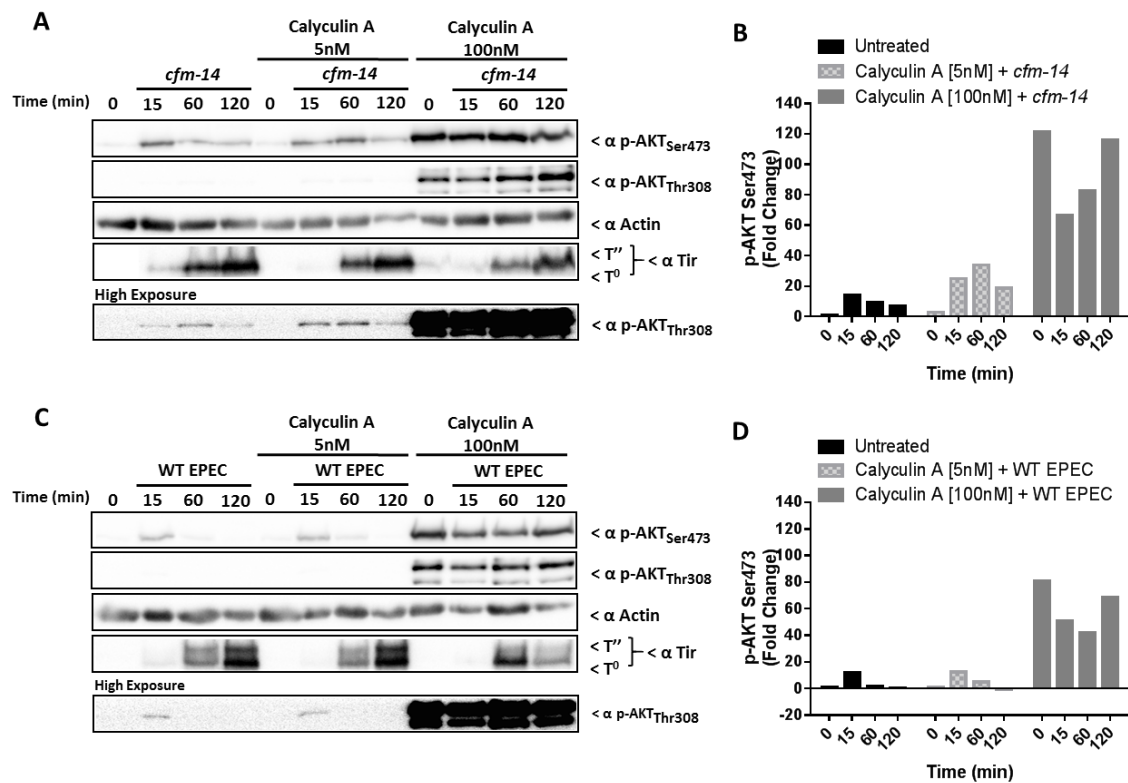 A
Calyculin A
5nM
Calyculin A
100nM
cfm-14
cfm-14
cfm-14
Time (min) 0 15 60 120 0 15 60 120 0 15 60 120
< α p-AKTSer473
< α p-AKTThr308
< α Actin
< T’’
< α Tir
< T0
High Exposure
< α p-AKTThr308
B
Untreated
Calyculin A [5nM] + cfm-14
Calyculin A [100nM] + cfm-14
p-AKT Ser473
(Fold Change)
140
120
100
80
60
40
20
0
0 15 60 120 0 15 60 120 0 15 60 120
Time (min)
C
Calyculin A
5nM
Calyculin A
100nM
WT EPEC
WT EPEC
WT EPEC
Time (min) 0 15 60 120 0 15 60 120 0 15 60 120
< α p-AKTSer473
< α p-AKTThr308
< α Actin
< T’’
< α Tir
< T0
High Exposure
< α p-AKTThr308
D
Untreated
Calyculin A [5nM] + WT EPEC
Calyculin A [100nM] + WT EPEC
p-AKT Ser473
(Fold Change)
140
120
100
80
60
40
20
0
-20
0 15 60 120 0 15 60 120 0 15 60 120
Time (min)